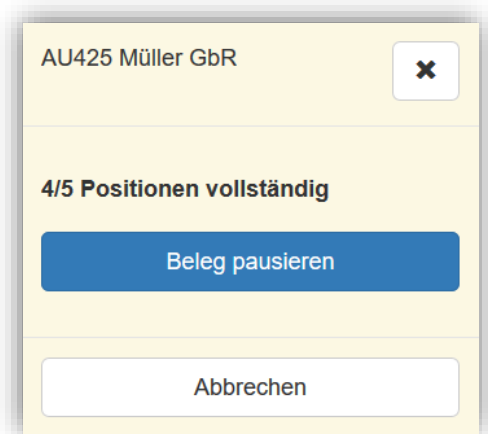 AU425 Müller GbR
4/5 Positionen vollständig
Beleg pausieren
Abbrechen